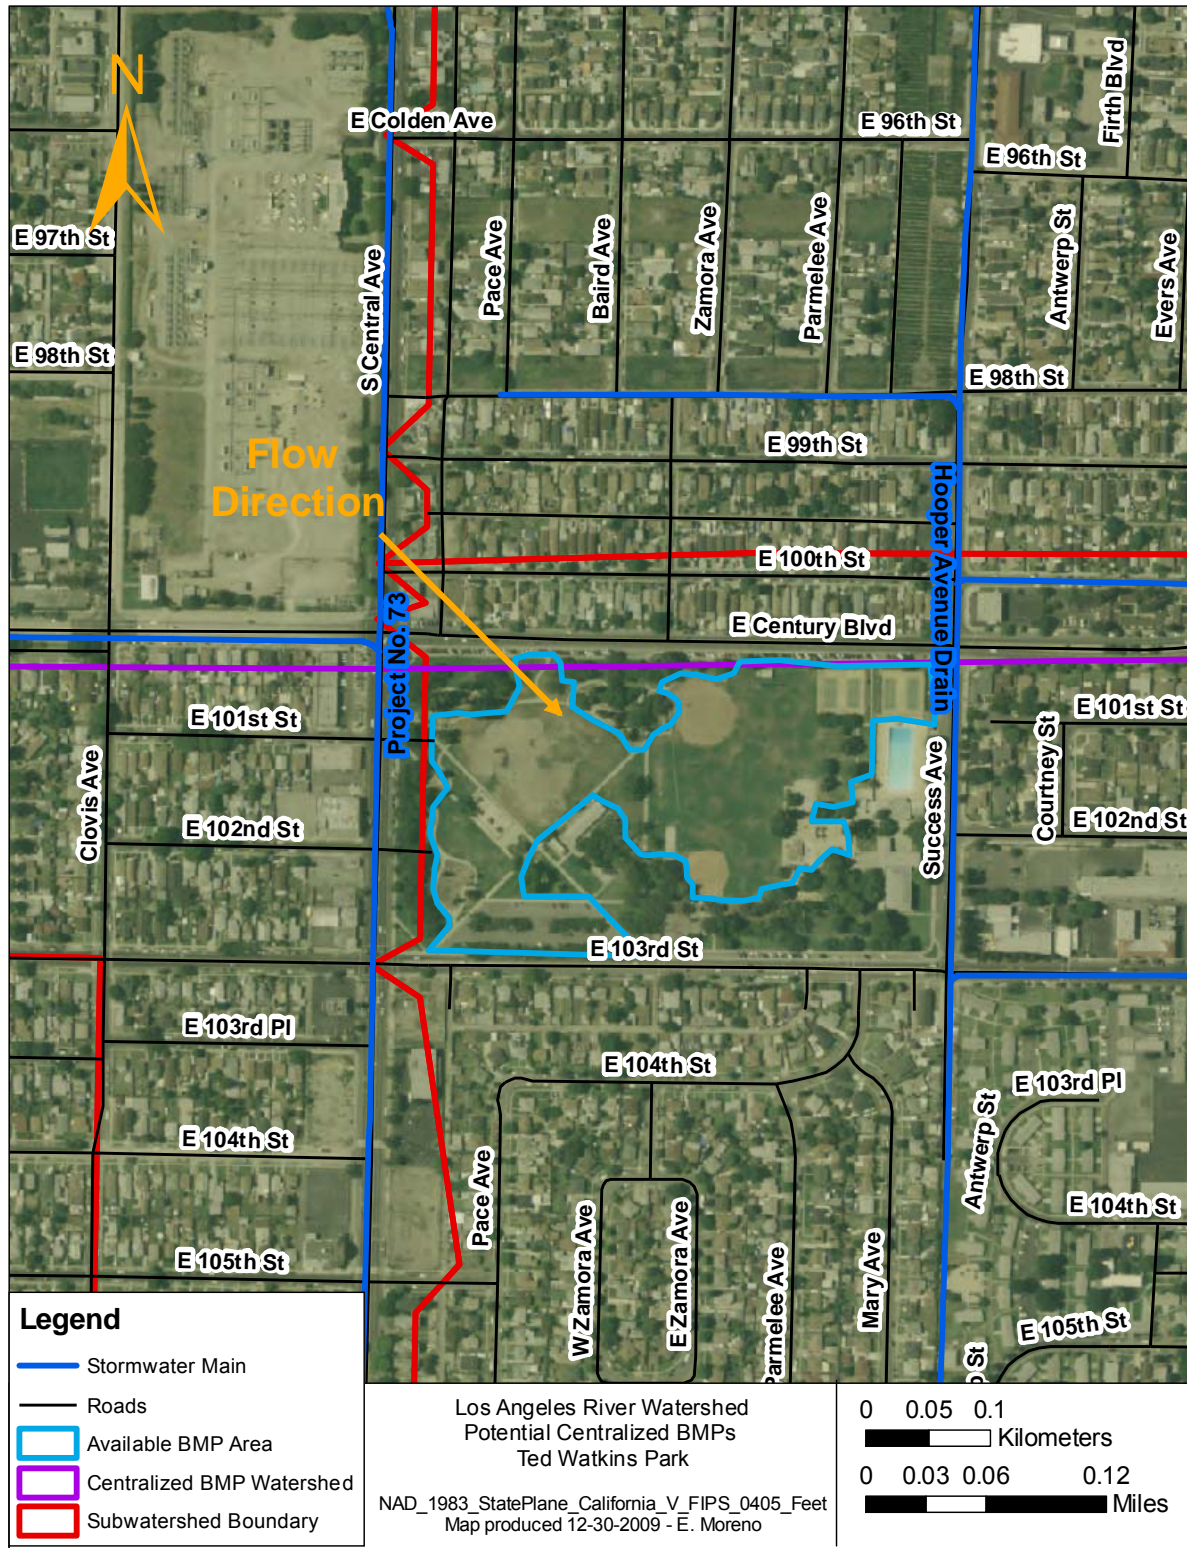 N
E Colden Ave
E 96th St
Firth Blvd
E 96th St
E 97th St
S Central Ave
Pace Ave
Baird Ave
Zamora Ave
Parmelee Ave
Antwerp St
Evers Ave
E 98th St
E 98th St
Flow
Direction
E 99th St
Hooper Avenue Drain
E 100th St
Project No. 73
E Century Blvd
E 101st St
E 101st St
Clovis Ave
Success Ave
Courtney St
E 102nd St
E 102nd St
E 103rd St
E 103rd Pl
E 104th St
E 103rd Pl
Antwerp St
E 104th St
Pace Ave
E 104th St
W Zamora Ave
E Zamora Ave
Parmelee Ave
Mary Ave
E 105th St
E 105th St
St
Legend
Stormwater Main
Roads
Available BMP Area
Centralized BMP Watershed
Subwatershed Boundary
Los Angeles River Watershed
Potential Centralized BMPs
Ted Watkins Park
NAD_1983_StatePlane_California_V_FIPS_0405_Feet
Map produced 12-30-2009 - E. Moreno
0 0.05 0.1
Kilometers
0 0.03 0.06 0.12
Miles